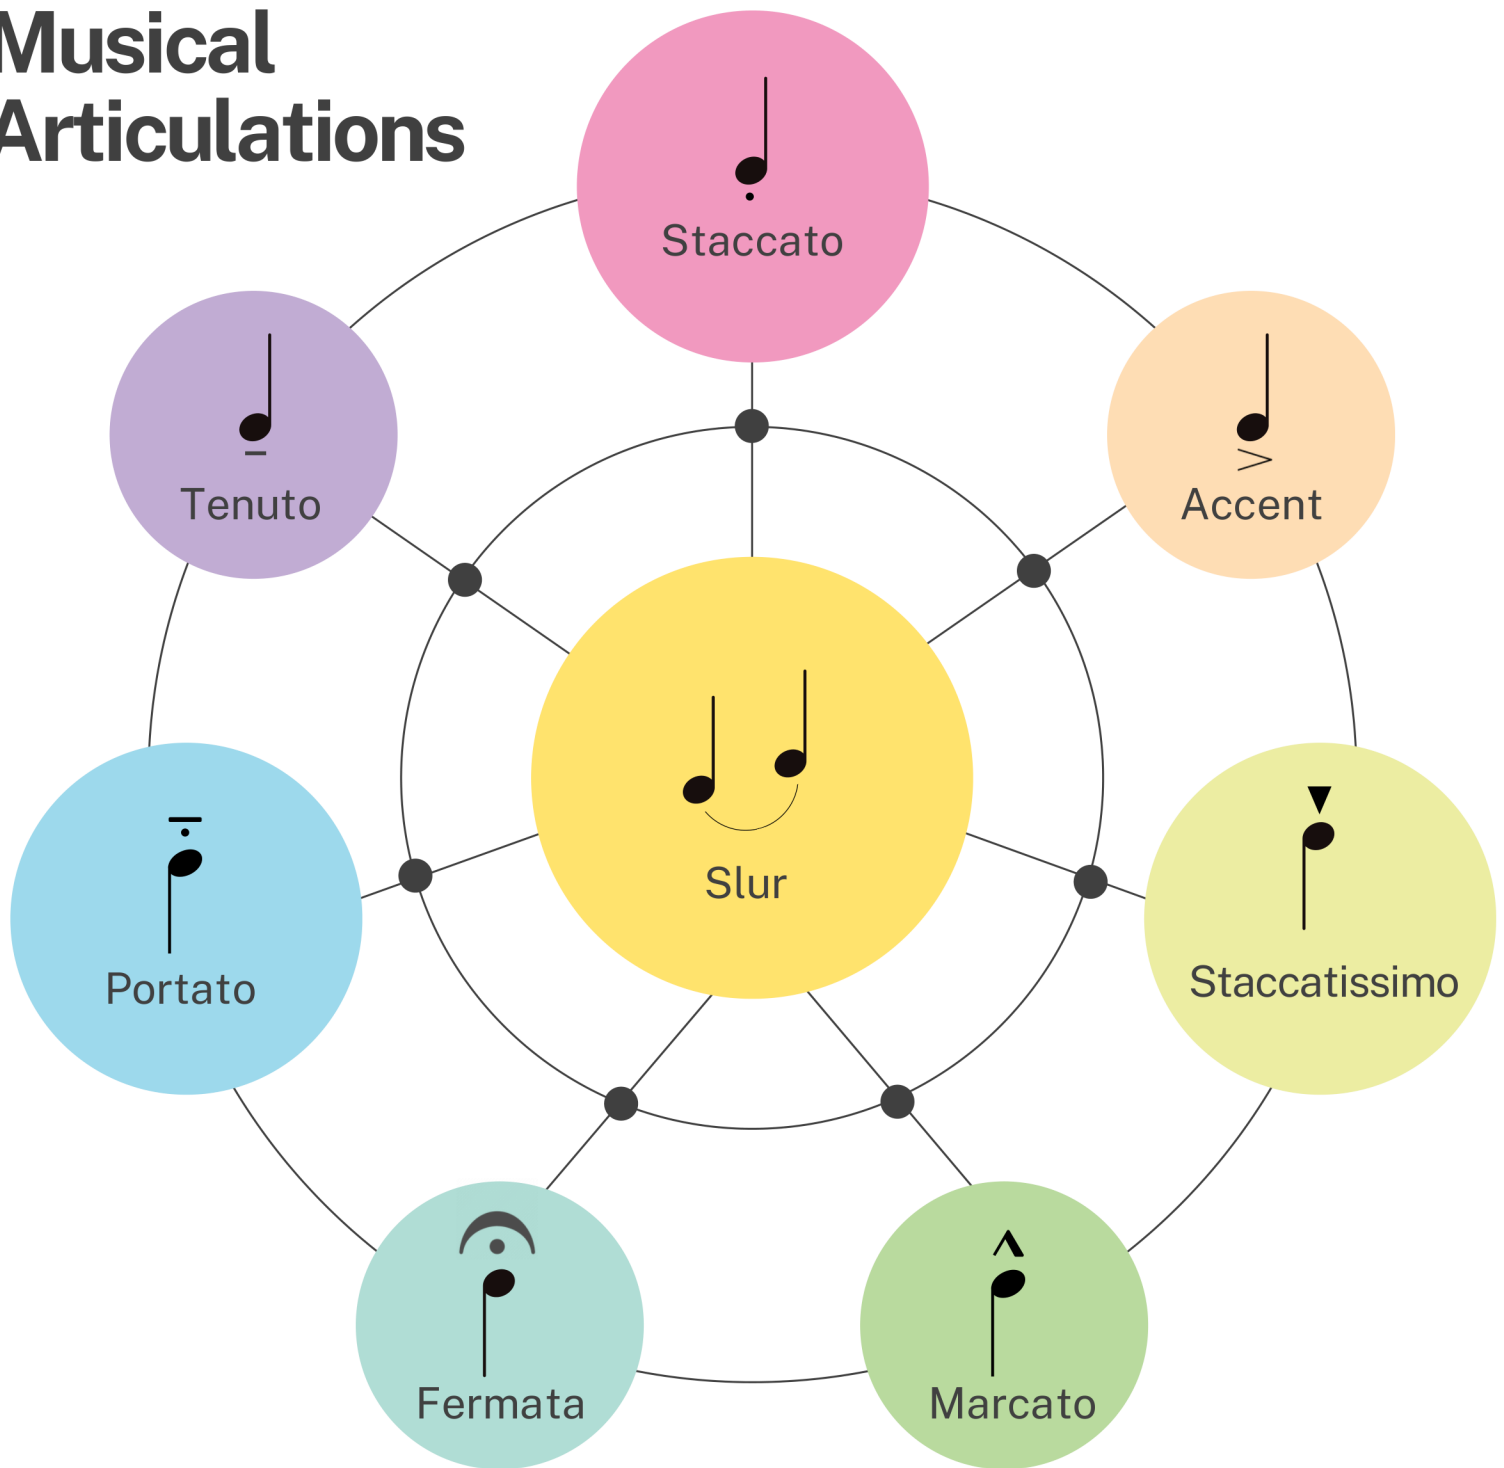 Musical
Articulations
Staccato
Tenuto
Accent
Slur
Portato
Staccatissimo
Fermata
Marcato